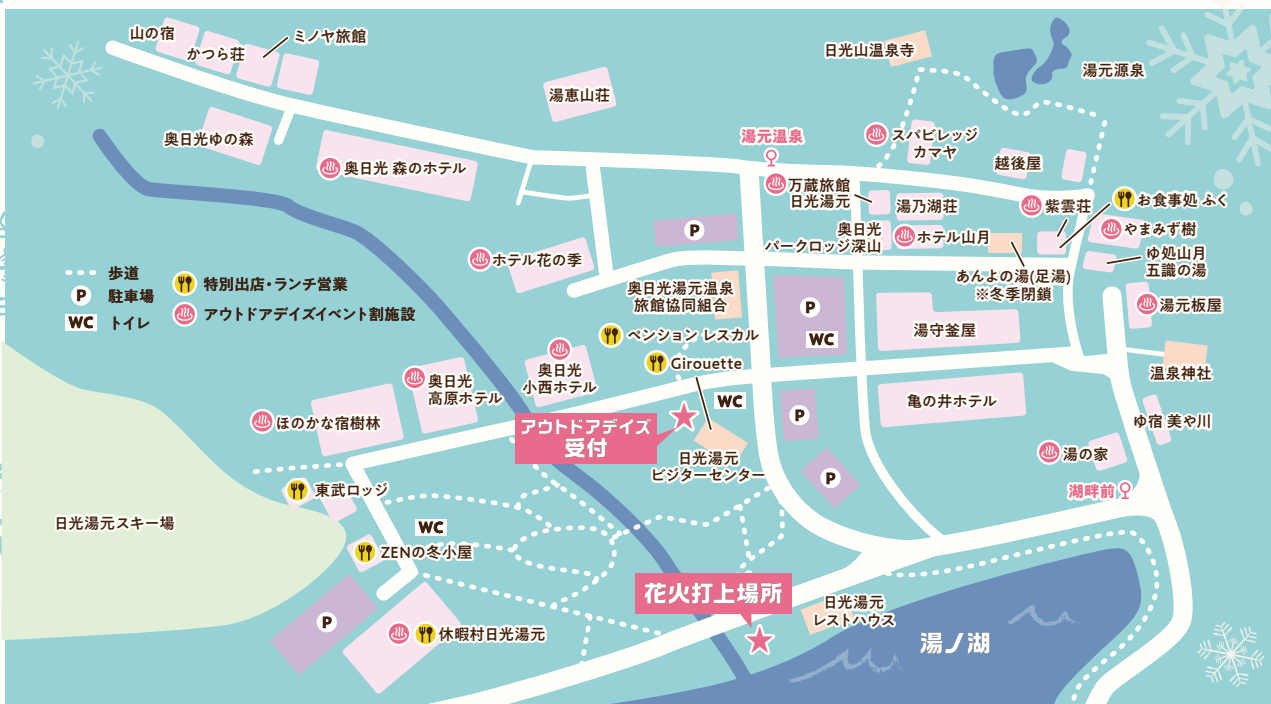 山の宿
かつら荘
ミノヤ旅館
奥日光ゆの森
奥日光 森のホテル
湯恵山荘
日光山温泉寺
湯元源泉
湯元温泉
スパビレッジ
カマヤ
越後屋
万蔵旅館
日光湯元
湯乃湖荘
紫雲荘
お食事処 ふく
奥日光
パークロッジ深山
ホテル山月
やまみず樹
ゆ処山月
五識の湯
あんよの湯(足湯)
※冬季閉鎖
P
ホテル花の季
歩道
P
駐車場
WC
トイレ
特別出店・ランチ営業
アウトドアデイズイベント割施設
奥日光湯元温泉
旅館協同組合
P
WC
湯守釜屋
湯元板屋
温泉神社
ペンション レスカル
Girouette
奥日光
小西ホテル
奥日光
高原ホテル
ほのかな宿樹林
WC
アウトドアデイズ
受付
日光湯元
ビジターセンター
P
P
亀の井ホテル
ゆ宿 美や川
湯の家
湖畔前
東武ロッジ
日光湯元スキー場
WC
ZENの冬小屋
P
休暇村日光湯元
花火打上場所
日光湯元
レストハウス
湯ノ湖